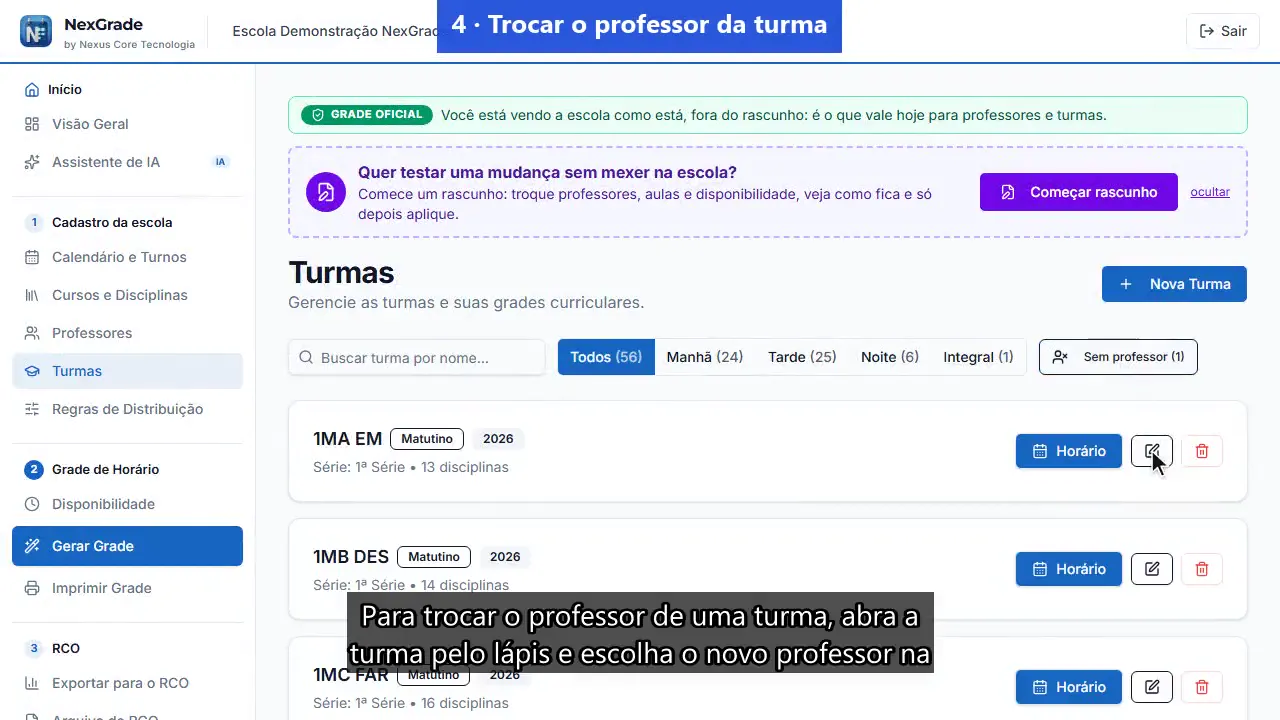 NexGrade
by Nexus Core Tecnologia
Escola Demonstração NexGrad
4 · Trocar o professor da turma
Sair
Início
Visão Geral
Assistente de IA IA
1 Cadastro da escola
Calendário e Turnos
Cursos e Disciplinas
Professores
Turmas
Regras de Distribuição
2 Grade de Horário
Disponibilidade
Gerar Grade
Imprimir Grade
3 RCO
Exportar para o RCO
Arquivo do RCO
GRADE OFICIAL Você está vendo a escola como está, fora do rascunho: é o que vale hoje para professores e turmas.
Quer testar uma mudança sem mexer na escola?
Comece um rascunho: troque professores, aulas e disponibilidade, veja como fica e só
depois aplique.
Começar rascunho ocultar
Turmas
Gerencie as turmas e suas grades curriculares.
+ Nova Turma
Buscar turma por nome... Todos (56) Manhã (24) Tarde (25) Noite (6) Integral (1) Sem professor (1)
1MA EM Matutino 2026
Série: 1ª Série • 13 disciplinas
Horário
1MB DES Matutino 2026
Série: 1ª Série • 14 disciplinas
Horário
1MC FAR Matutino 2026
Série: 1ª Série • 16 disciplinas
Horário
Para trocar o professor de uma turma, abra a
turma pelo lápis e escolha o novo professor na